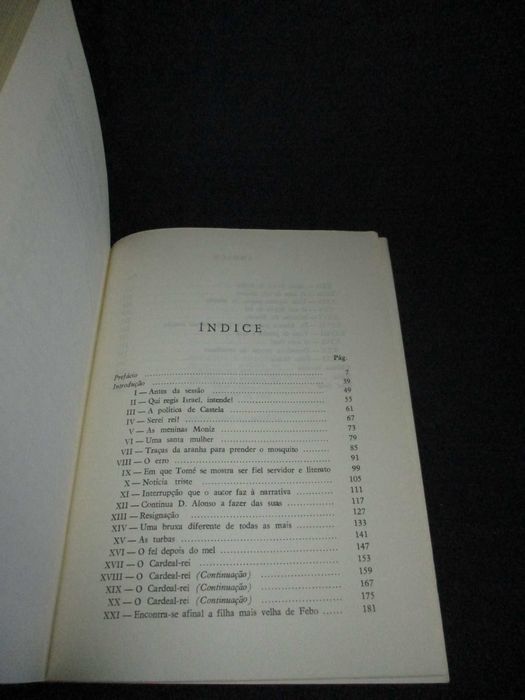 ÍNDICE
Pág.
Prefácio ........ 7
Introdução ........ 39
I — Antes da sessão ........ 49
II — Qui regis Israel, intende! ........ 55
III — A política de Castela ........ 61
IV — Serei rei! ........ 67
V — As meninas Moniz ........ 73
VI — Uma santa mulher ........ 79
VII — Traças da aranha para prender o mosquito ........ 85
VIII — O erro ........ 91
IX — Em que Tomé se mostra ser fiel servidor e literato ........ 99
X — Notícia triste ........ 105
XI — Interrupção que o autor faz à narrativa ........ 111
XII — Continua D. Alonso a fazer das suas ........ 117
XIII — Resignação ........ 127
XIV — Uma bruxa diferente de todas as mais ........ 133
XV — As turbas ........ 141
XVI — O fel depois do mel ........ 147
XVII — O Cardeal-rei ........ 153
XVIII — O Cardeal-rei (Continuação) ........ 159
XIX — O Cardeal-rei (Continuação) ........ 167
XX — O Cardeal-rei (Continuação) ........ 175
XXI — Encontra-se afinal a filha mais velha de Febo ...... 181